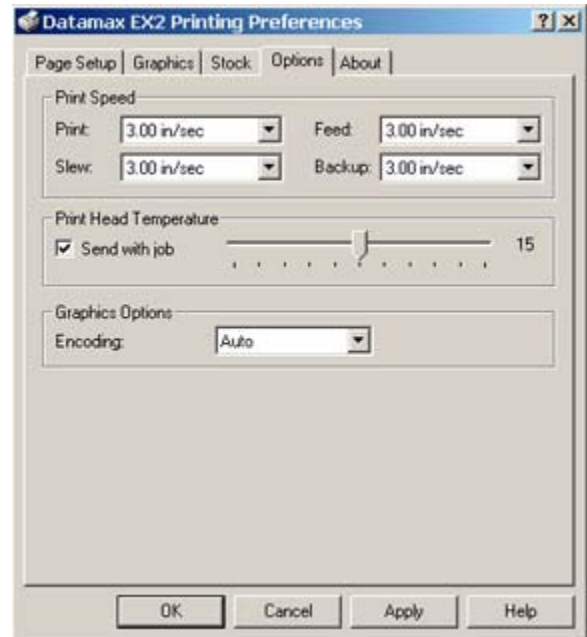 Datamax EX2 Printing Preferences
Page Setup Graphics Stock Options About
Print Speed
Print: 3.00 in/sec Feed: 3.00 in/sec
Slew: 3.00 in/sec Backup: 3.00 in/sec
Print Head Temperature
Send with job 15
Graphics Options
Encoding: Auto
OK Cancel Apply Help